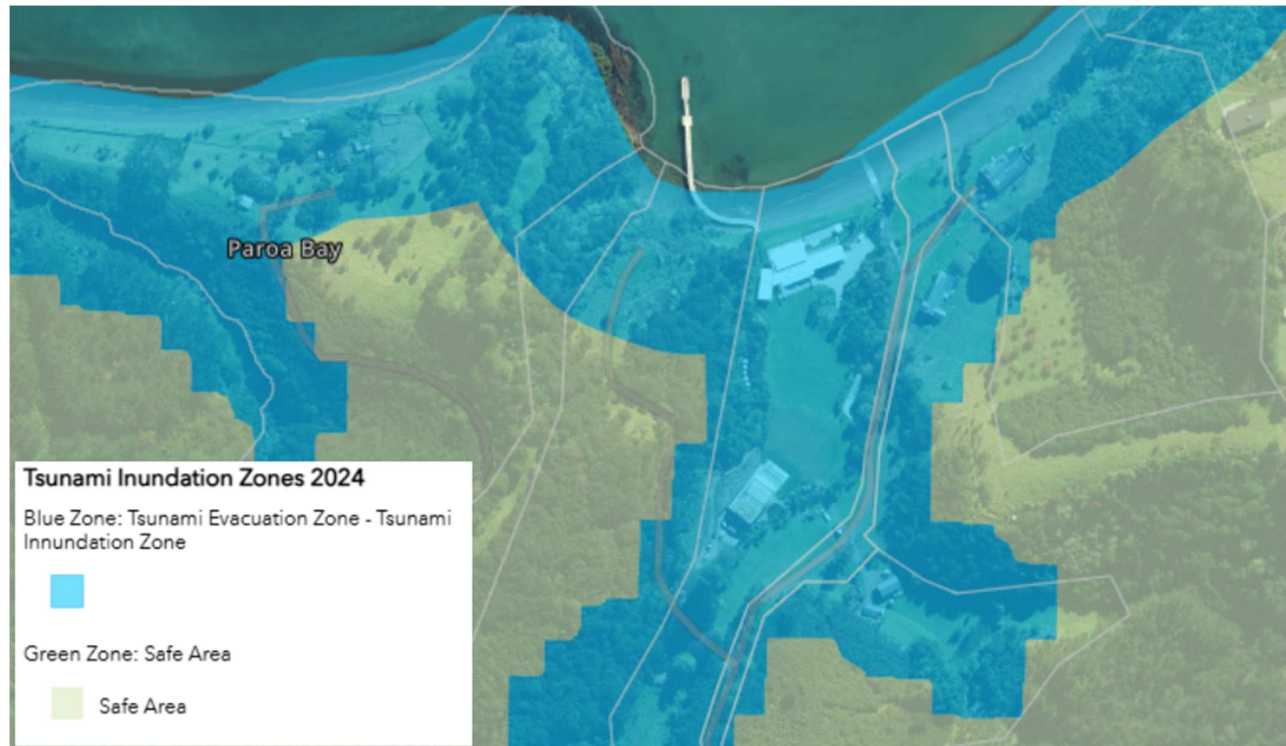 Paroa Bay
Tsunami Inundation Zones 2024
Blue Zone: Tsunami Evacuation Zone - Tsunami
Innundation Zone
Green Zone: Safe Area
Safe Area